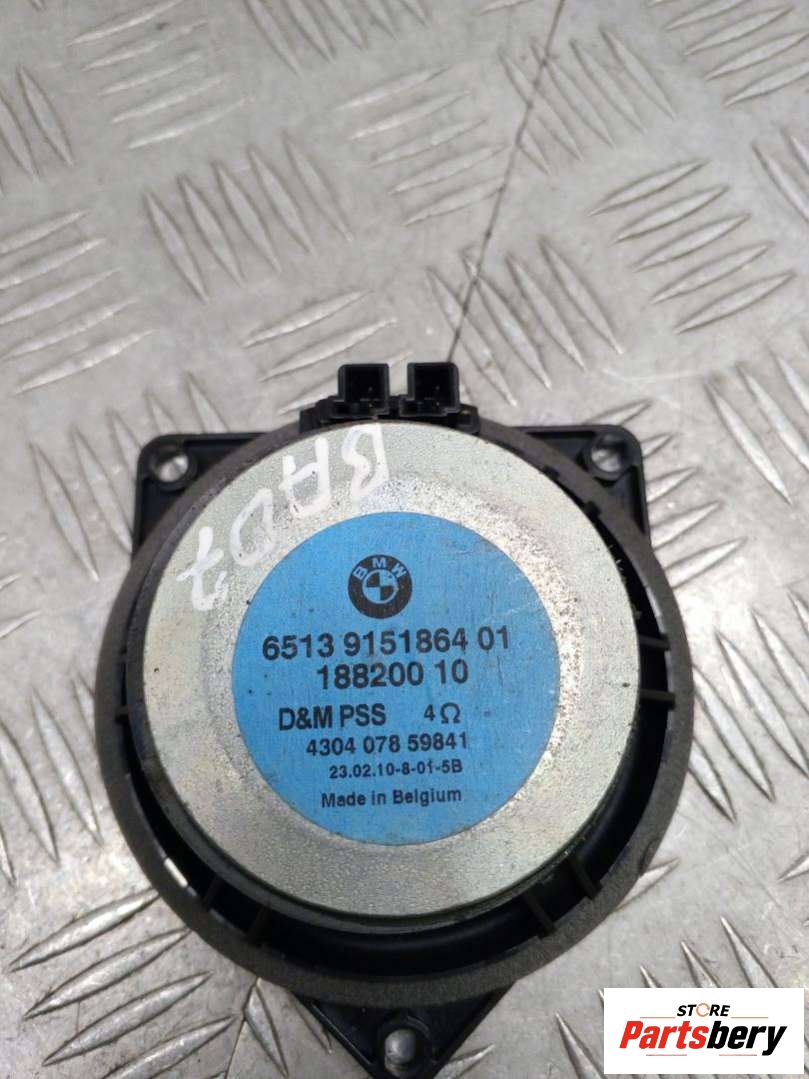 BAD7
BMW
6513 9151864 01
188200 10
D&M PSS 4Ω
4304 078 59841
23.02.10-8-01-5B
Made in Belgium
STORE
Partsbery